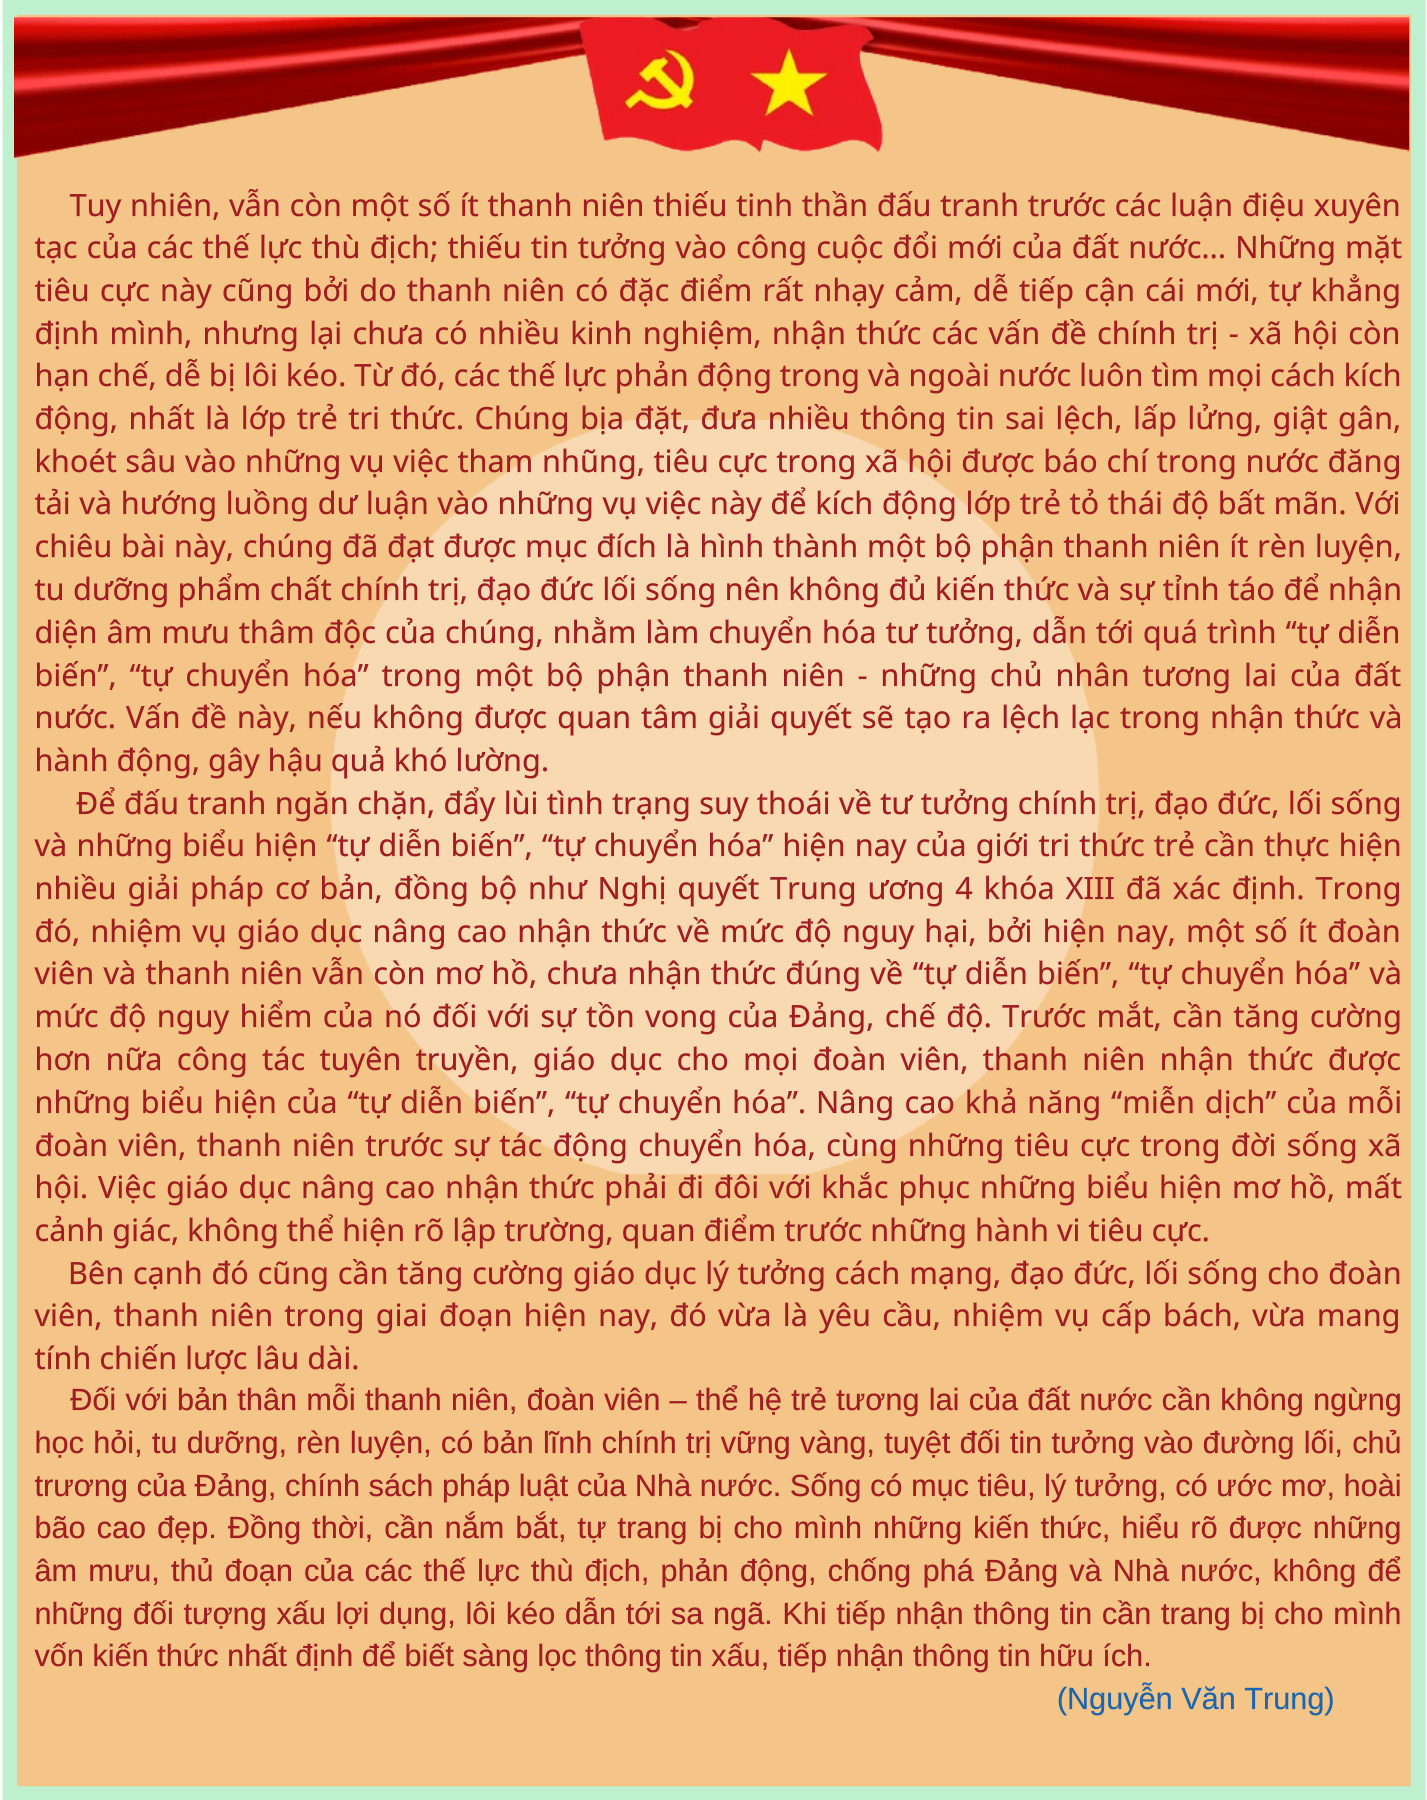 Tuy nhiên, vẫn còn một số ít thanh niên thiếu tinh thần đấu tranh trước các luận điệu xuyên
tạc của các thế lực thù địch; thiếu tin tưởng vào công cuộc đổi mới của đất nước... Những mặt
tiêu cực này cũng bởi do thanh niên có đặc điểm rất nhạy cảm, dễ tiếp cận cái mới, tự khẳng
định mình, nhưng lại chưa có nhiều kinh nghiệm, nhận thức các vấn đề chính trị - xã hội còn
hạn chế, dễ bị lôi kéo. Từ đó, các thế lực phản động trong và ngoài nước luôn tìm mọi cách kích
động, nhất là lớp trẻ tri thức. Chúng bịa đặt, đưa nhiều thông tin sai lệch, lấp lửng, giật gân,
khoét sâu vào những vụ việc tham nhũng, tiêu cực trong xã hội được báo chí trong nước đăng
tải và hướng luồng dư luận vào những vụ việc này để kích động lớp trẻ tỏ thái độ bất mãn. Với
chiêu bài này, chúng đã đạt được mục đích là hình thành một bộ phận thanh niên ít rèn luyện,
tu dưỡng phẩm chất chính trị, đạo đức lối sống nên không đủ kiến thức và sự tỉnh táo để nhận
diện âm mưu thâm độc của chúng, nhằm làm chuyển hóa tư tưởng, dẫn tới quá trình “tự diễn
biến”, “tự chuyển hóa” trong một bộ phận thanh niên - những chủ nhân tương lai của đất
nước. Vấn đề này, nếu không được quan tâm giải quyết sẽ tạo ra lệch lạc trong nhận thức và
hành động, gây hậu quả khó lường.
Để đấu tranh ngăn chặn, đẩy lùi tình trạng suy thoái về tư tưởng chính trị, đạo đức, lối sống
và những biểu hiện “tự diễn biến”, “tự chuyển hóa” hiện nay của giới tri thức trẻ cần thực hiện
nhiều giải pháp cơ bản, đồng bộ như Nghị quyết Trung ương 4 khóa XIII đã xác định. Trong
đó, nhiệm vụ giáo dục nâng cao nhận thức về mức độ nguy hại, bởi hiện nay, một số ít đoàn
viên và thanh niên vẫn còn mơ hồ, chưa nhận thức đúng về “tự diễn biến”, “tự chuyển hóa” và
mức độ nguy hiểm của nó đối với sự tồn vong của Đảng, chế độ. Trước mắt, cần tăng cường
hơn nữa công tác tuyên truyền, giáo dục cho mọi đoàn viên, thanh niên nhận thức được
những biểu hiện của “tự diễn biến”, “tự chuyển hóa”. Nâng cao khả năng “miễn dịch” của mỗi
đoàn viên, thanh niên trước sự tác động chuyển hóa, cùng những tiêu cực trong đời sống xã
hội. Việc giáo dục nâng cao nhận thức phải đi đôi với khắc phục những biểu hiện mơ hồ, mất
cảnh giác, không thể hiện rõ lập trường, quan điểm trước những hành vi tiêu cực.
Bên cạnh đó cũng cần tăng cường giáo dục lý tưởng cách mạng, đạo đức, lối sống cho đoàn
viên, thanh niên trong giai đoạn hiện nay, đó vừa là yêu cầu, nhiệm vụ cấp bách, vừa mang
tính chiến lược lâu dài.
Đối với bản thân mỗi thanh niên, đoàn viên – thể hệ trẻ tương lai của đất nước cần không ngừng
học hỏi, tu dưỡng, rèn luyện, có bản lĩnh chính trị vững vàng, tuyệt đối tin tưởng vào đường lối, chủ
trương của Đảng, chính sách pháp luật của Nhà nước. Sống có mục tiêu, lý tưởng, có ước mơ, hoài
bão cao đẹp. Đồng thời, cần nắm bắt, tự trang bị cho mình những kiến thức, hiểu rõ được những
âm mưu, thủ đoạn của các thế lực thù địch, phản động, chống phá Đảng và Nhà nước, không để
những đối tượng xấu lợi dụng, lôi kéo dẫn tới sa ngã. Khi tiếp nhận thông tin cần trang bị cho mình
vốn kiến thức nhất định để biết sàng lọc thông tin xấu, tiếp nhận thông tin hữu ích.
(Nguyễn Văn Trung)